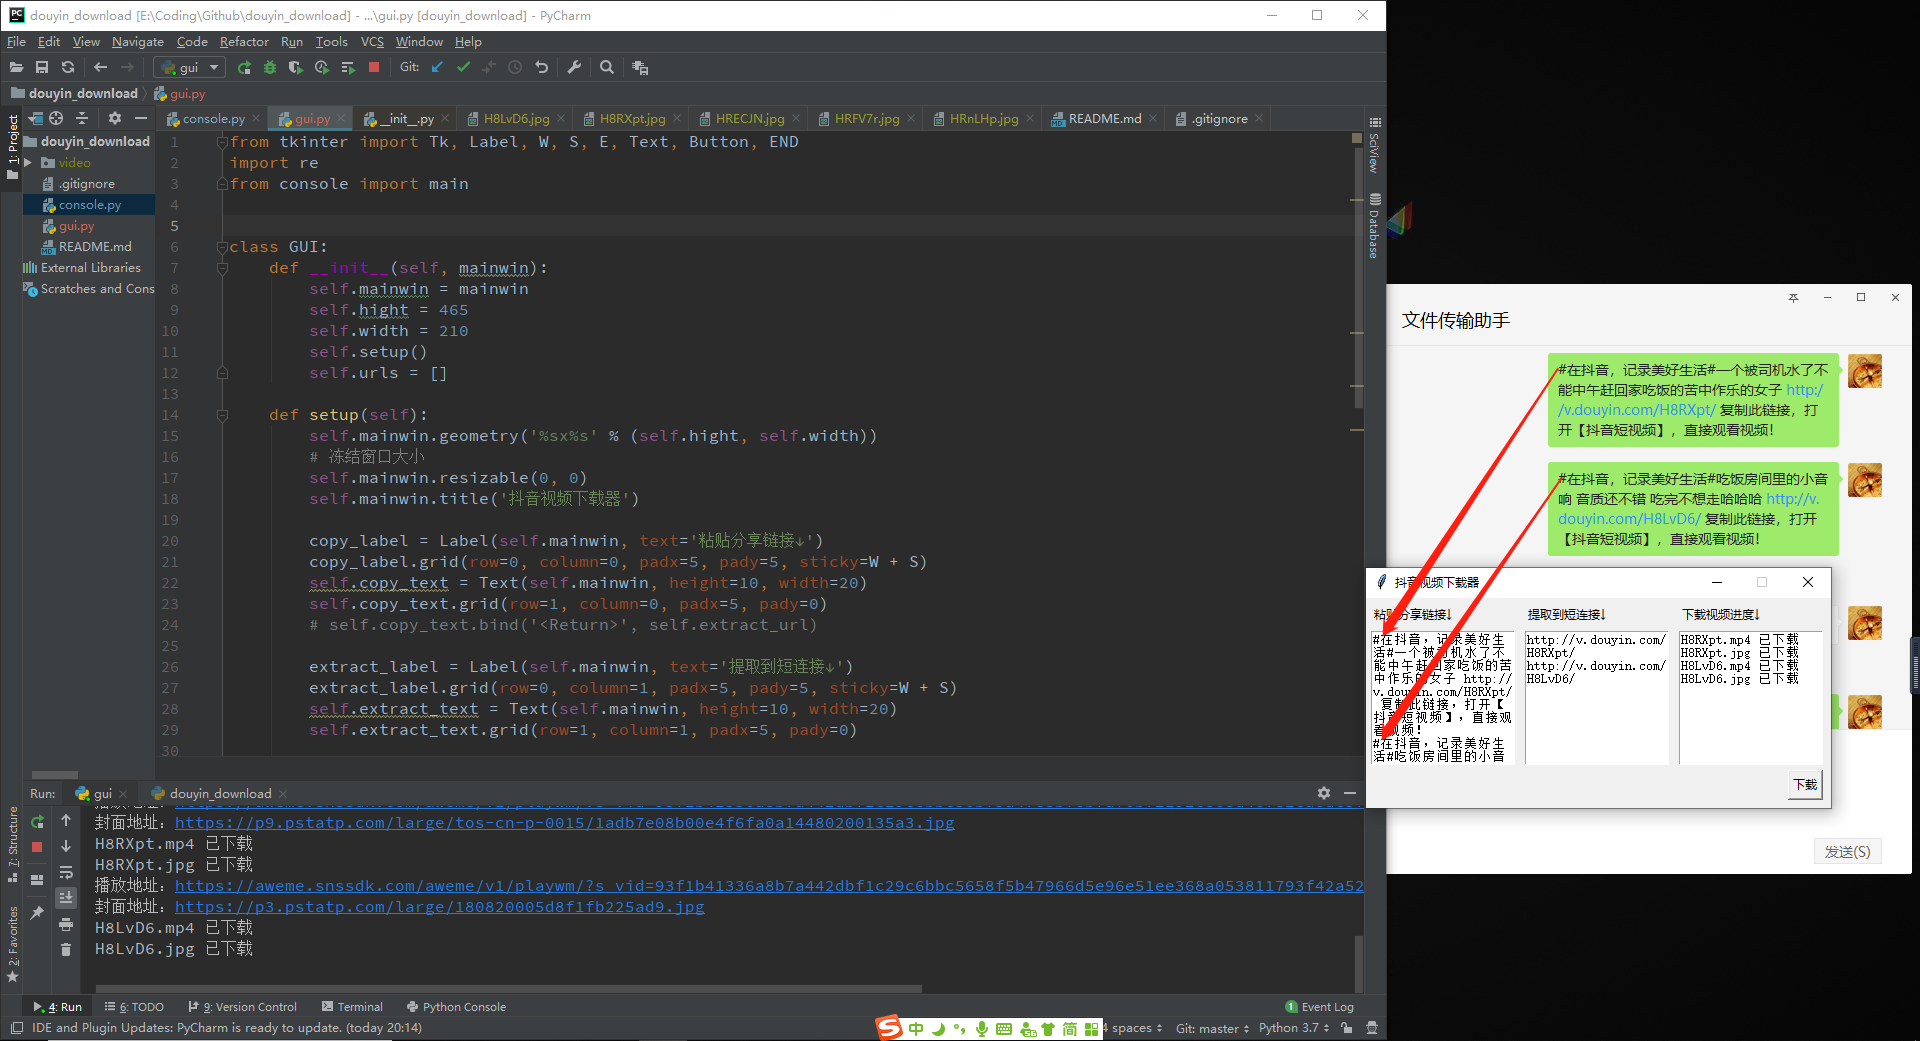 douyin_download [E:\Coding\Github\douyin_download] - ...\gui.py [douyin_download] - PyCharm
File Edit View Navigate Code Refactor Run Tools VCS Window Help
gui Git:
douyin_download gui.py
console.py gui.py __init__.py H8LvD6.jpg H8RXpt.jpg HRECJN.jpg HRFV7r.jpg HRnLHp.jpg README.md .gitignore
1: Project
douyin_download
video
.gitignore
console.py
gui.py
README.md
External Libraries
Scratches and Cons
7: Structure
2: Favorites
SciView
Database
1 from tkinter import Tk, Label, W, S, E, Text, Button, END
2 import re
3 from console import main
4
5
6 class GUI:
7 def __init__(self, mainwin):
8 self.mainwin = mainwin
9 self.hight = 465
10 self.width = 210
11 self.setup()
12 self.urls = []
13
14 def setup(self):
15 self.mainwin.geometry('%sx%s' % (self.hight, self.width))
16 # 冻结窗口大小
17 self.mainwin.resizable(0, 0)
18 self.mainwin.title('抖音视频下载器')
19
20 copy_label = Label(self.mainwin, text='粘贴分享链接↓')
21 copy_label.grid(row=0, column=0, padx=5, pady=5, sticky=W + S)
22 self.copy_text = Text(self.mainwin, height=10, width=20)
23 self.copy_text.grid(row=1, column=0, padx=5, pady=0)
24 # self.copy_text.bind('<Return>', self.extract_url)
25
26 extract_label = Label(self.mainwin, text='提取到短连接↓')
27 extract_label.grid(row=0, column=1, padx=5, pady=5, sticky=W + S)
28 self.extract_text = Text(self.mainwin, height=10, width=20)
29 self.extract_text.grid(row=1, column=1, padx=5, pady=0)
30
Run: gui douyin_download
封面地址: https://p9.pstatp.com/large/tos-cn-p-0015/1adb7e08b00e4f6fa0a14480200135a3.jpg
H8RXpt.mp4 已下载
H8RXpt.jpg 已下载
播放地址: https://aweme.snssdk.com/aweme/v1/playwm/?s_vid=93f1b41336a8b7a442dbf1c29c6bbc5658f5b47966d5e96e51ee368a053811793f42a52
封面地址: https://p3.pstatp.com/large/180820005d8f1fb225ad9.jpg
H8LvD6.mp4 已下载
H8LvD6.jpg 已下载
4: Run 6: TODO 9: Version Control Terminal Python Console 1 Event Log
IDE and Plugin Updates: PyCharm is ready to update. (today 20:14)
S 中 简 4 spaces Git: master Python 3.7
文件传输助手
#在抖音，记录美好生活#一个被司机水了不
能中午赶回家吃饭的苦中作乐的女子 http:/
/v.douyin.com/H8RXpt/ 复制此链接，打
开【抖音短视频】，直接观看视频！
#在抖音，记录美好生活#吃饭房间里的小音
响 音质还不错 吃完不想走哈哈哈 http://v.
douyin.com/H8LvD6/ 复制此链接，打开
【抖音短视频】，直接观看视频！
抖音视频下载器
粘贴分享链接↓ 提取到短连接↓ 下载视频进度↓
#在抖音，记录美好生
活#一个被司机水了不
能中午赶回家吃饭的苦
中作乐的女子 http://
v.douyin.com/H8RXpt/
复制此链接，打开【
抖音短视频】，直接观
看视频！
#在抖音，记录美好生
活#吃饭房间里的小音
http://v.douyin.com/
H8RXpt/
http://v.douyin.com/
H8LvD6/
H8RXpt.mp4 已下载
H8RXpt.jpg 已下载
H8LvD6.mp4 已下载
H8LvD6.jpg 已下载
下载
发送(S)